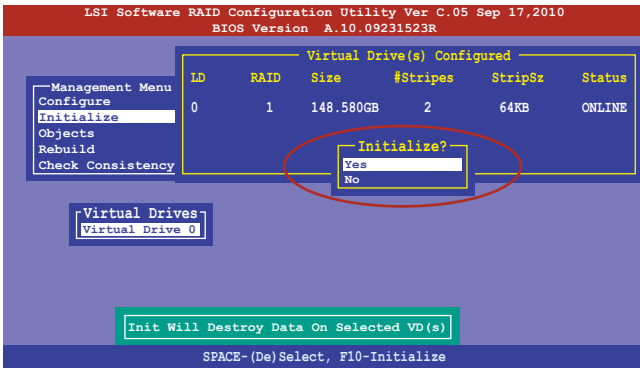 LSI Software RAID Configuration Utility Ver C.05 Sep 17,2010
BIOS Version A.10.09231523R
Virtual Drive(s) Configured
LD RAID Size #Stripes StripSz Status
0 1 148.580GB 2 64KB ONLINE
Management Menu
Configure
Initialize
Objects
Rebuild
Check Consistency
Initialize?
Yes
No
Virtual Drives
Virtual Drive 0
Init Will Destroy Data On Selected VD(s)
SPACE-(De)Select, F10-Initialize